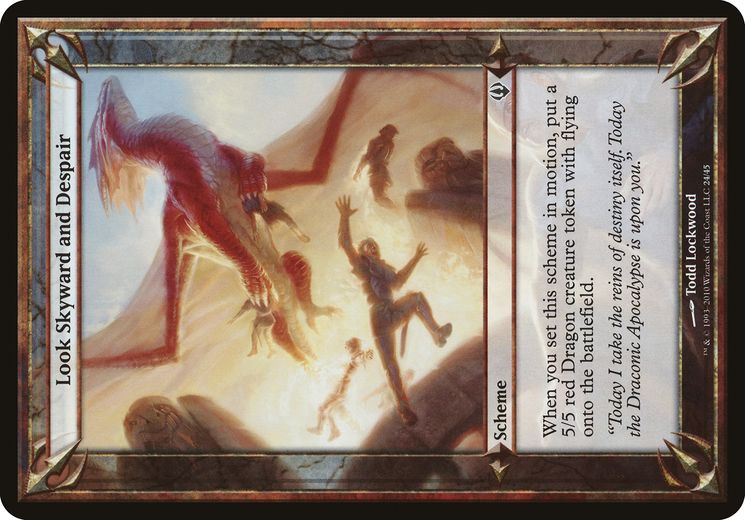 Look Skyward and Despair
Scheme
When you set this scheme in motion, put a
5/5 red Dragon creature token with flying
onto the battlefield.
“Today I take the reins of destiny itself. Today
the Draconic Apocalypse is upon you.”
Todd Lockwood
™ & © 1993–2010 Wizards of the Coast LLC 24/45